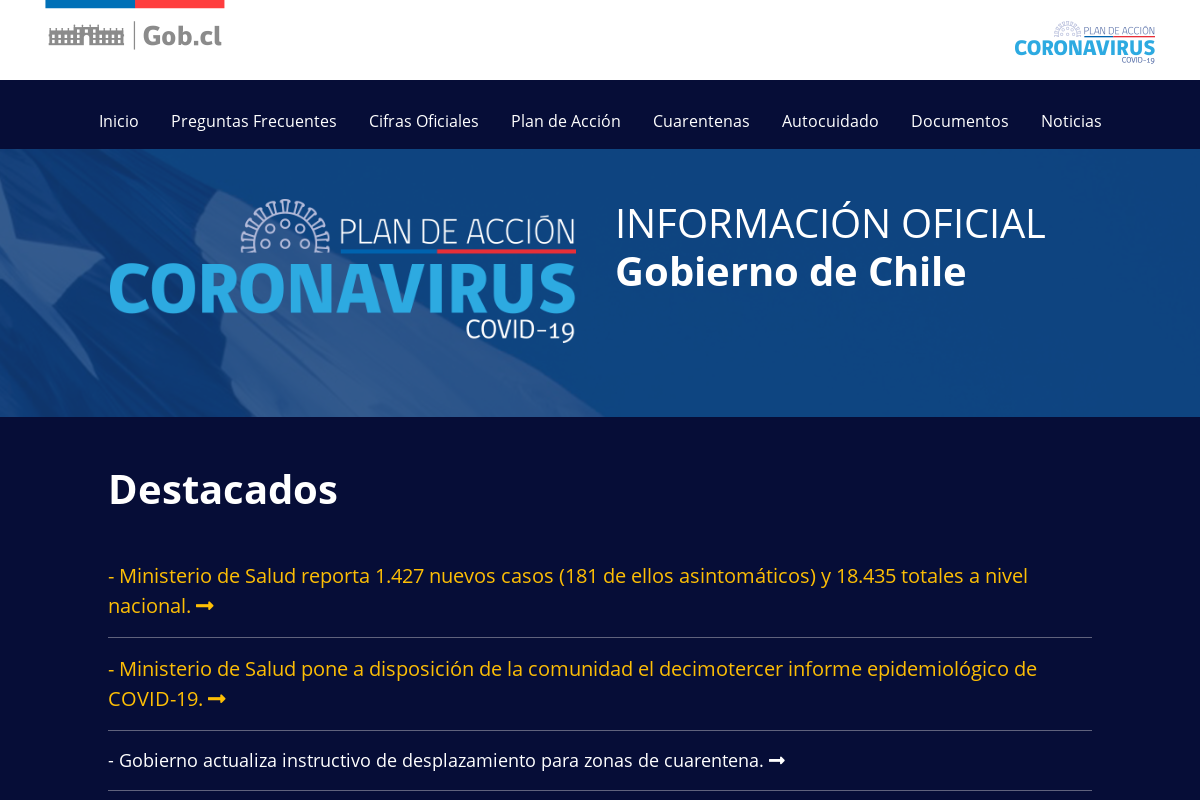 Gob.cl
PLAN DE ACCIÓN
CORONAVIRUS
COVID-19
Inicio Preguntas Frecuentes Cifras Oficiales Plan de Acción Cuarentenas Autocuidado Documentos Noticias
PLAN DE ACCIÓN
CORONAVIRUS
COVID-19
INFORMACIÓN OFICIAL
Gobierno de Chile
Destacados
- Ministerio de Salud reporta 1.427 nuevos casos (181 de ellos asintomáticos) y 18.435 totales a nivel
nacional.
- Ministerio de Salud pone a disposición de la comunidad el decimotercer informe epidemiológico de
COVID-19.
- Gobierno actualiza instructivo de desplazamiento para zonas de cuarentena.